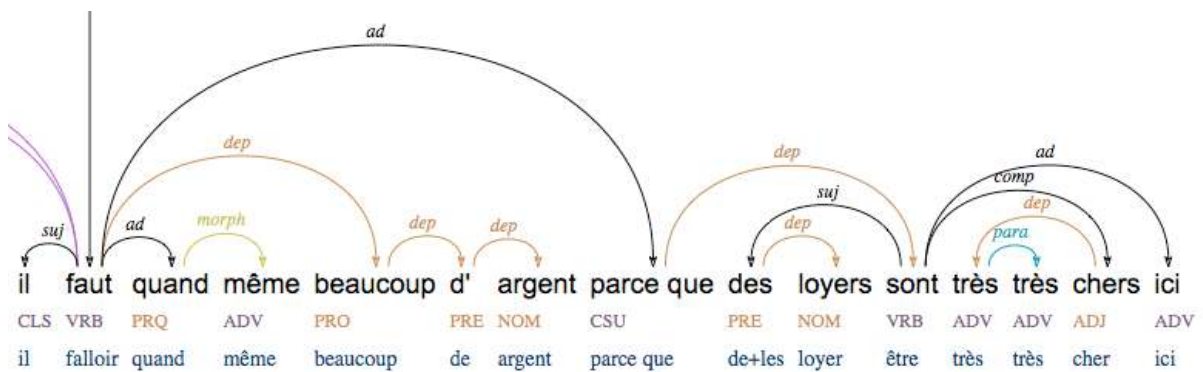 ad
dep
dep
ad
suj
comp
dep
morph
dep
dep
dep
para
suj
ad
il faut quand même beaucoup d' argent parce que des loyers sont très très chers ici
CLS VRB PRQ ADV PRO PRE NOM CSU PRE NOM VRB ADV ADV ADJ ADV
il falloir quand même beaucoup de argent parce que de+les loyer être très très cher ici